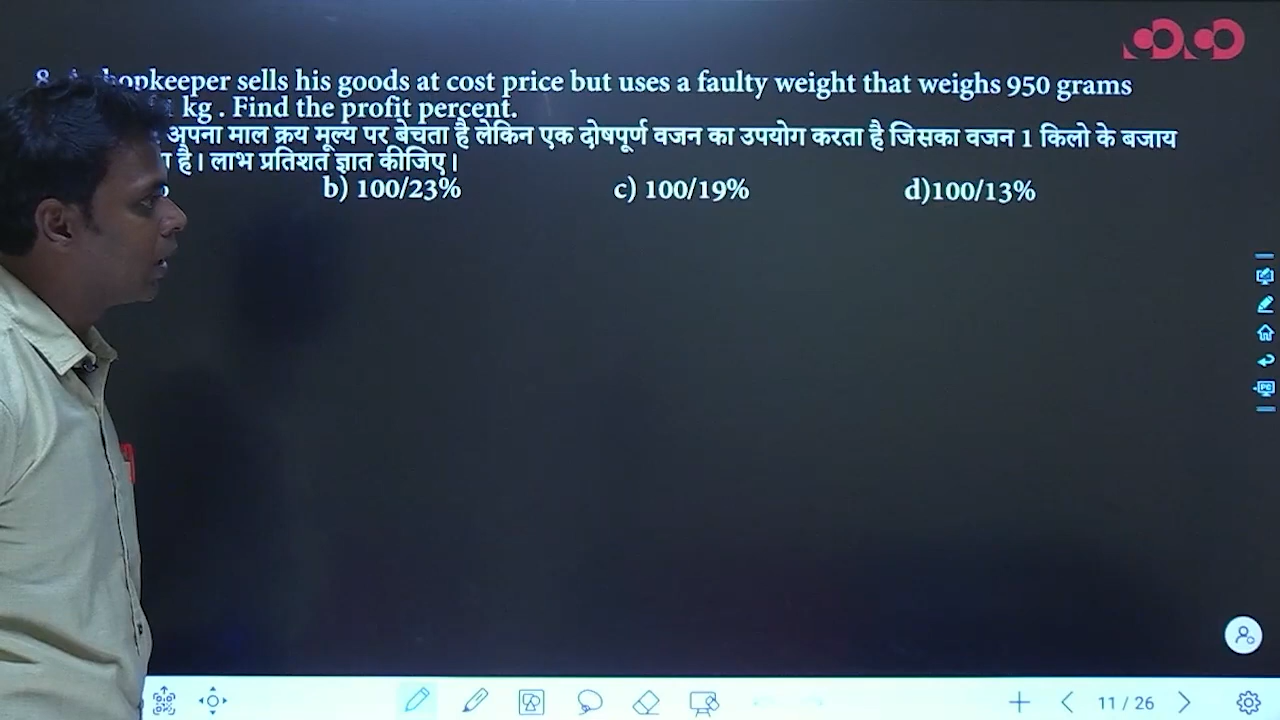 8. shopkeeper sells his goods at cost price but uses a faulty weight that weighs 950 grams
kg . Find the profit percent.
अपना माल क्रय मूल्य पर बेचता है लेकिन एक दोषपूर्ण वजन का उपयोग करता है जिसका वजन 1 किलो के बजाय
है। लाभ प्रतिशत ज्ञात कीजिए।
b) 100/23% c) 100/19% d)100/13%
PC
11 / 26